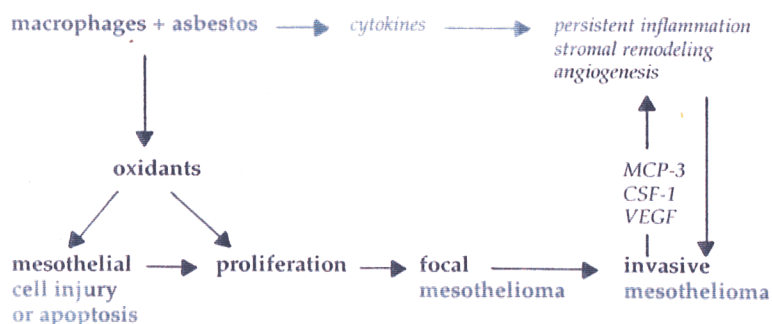 macrophages + asbestos
cytokines
persistent inflammation
stromal remodeling
angiogenesis
oxidants
MCP-3
CSF-1
VEGF
mesothelial
cell injury
or apoptosis
proliferation
focal
mesothelioma
invasive
mesothelioma